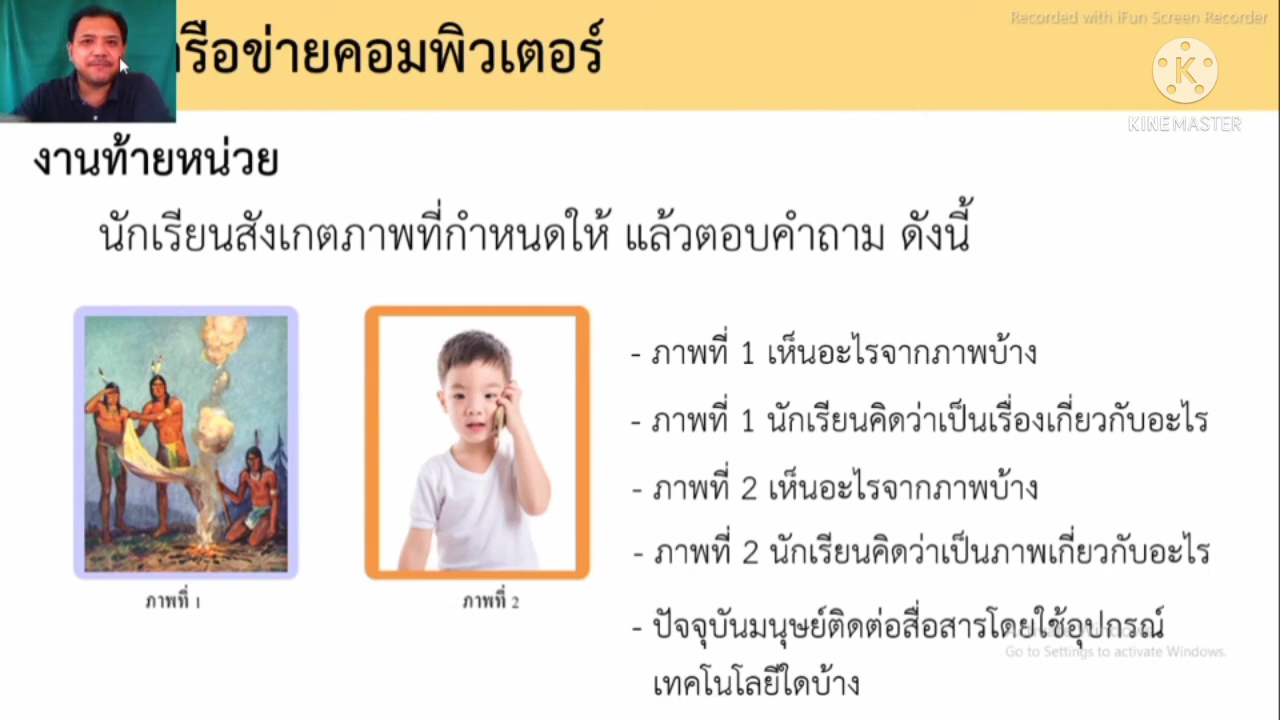 Recorded with iFun Screen Recorder
รือข่ายคอมพิวเตอร์
KINEMASTER
งานท้ายหน่วย
นักเรียนสังเกตภาพที่กำหนดให้ แล้วตอบคำถาม ดังนี้
- ภาพที่ 1 เห็นอะไรจากภาพบ้าง
- ภาพที่ 1 นักเรียนคิดว่าเป็นเรื่องเกี่ยวกับอะไร
- ภาพที่ 2 เห็นอะไรจากภาพบ้าง
- ภาพที่ 2 นักเรียนคิดว่าเป็นภาพเกี่ยวกับอะไร
ภาพที่ 1
ภาพที่ 2
- ปัจจุบันมนุษย์ติดต่อสื่อสารโดยใช้อุปกรณ์
Go to Settings to activate Windows.
เทคโนโลยีใดบ้าง